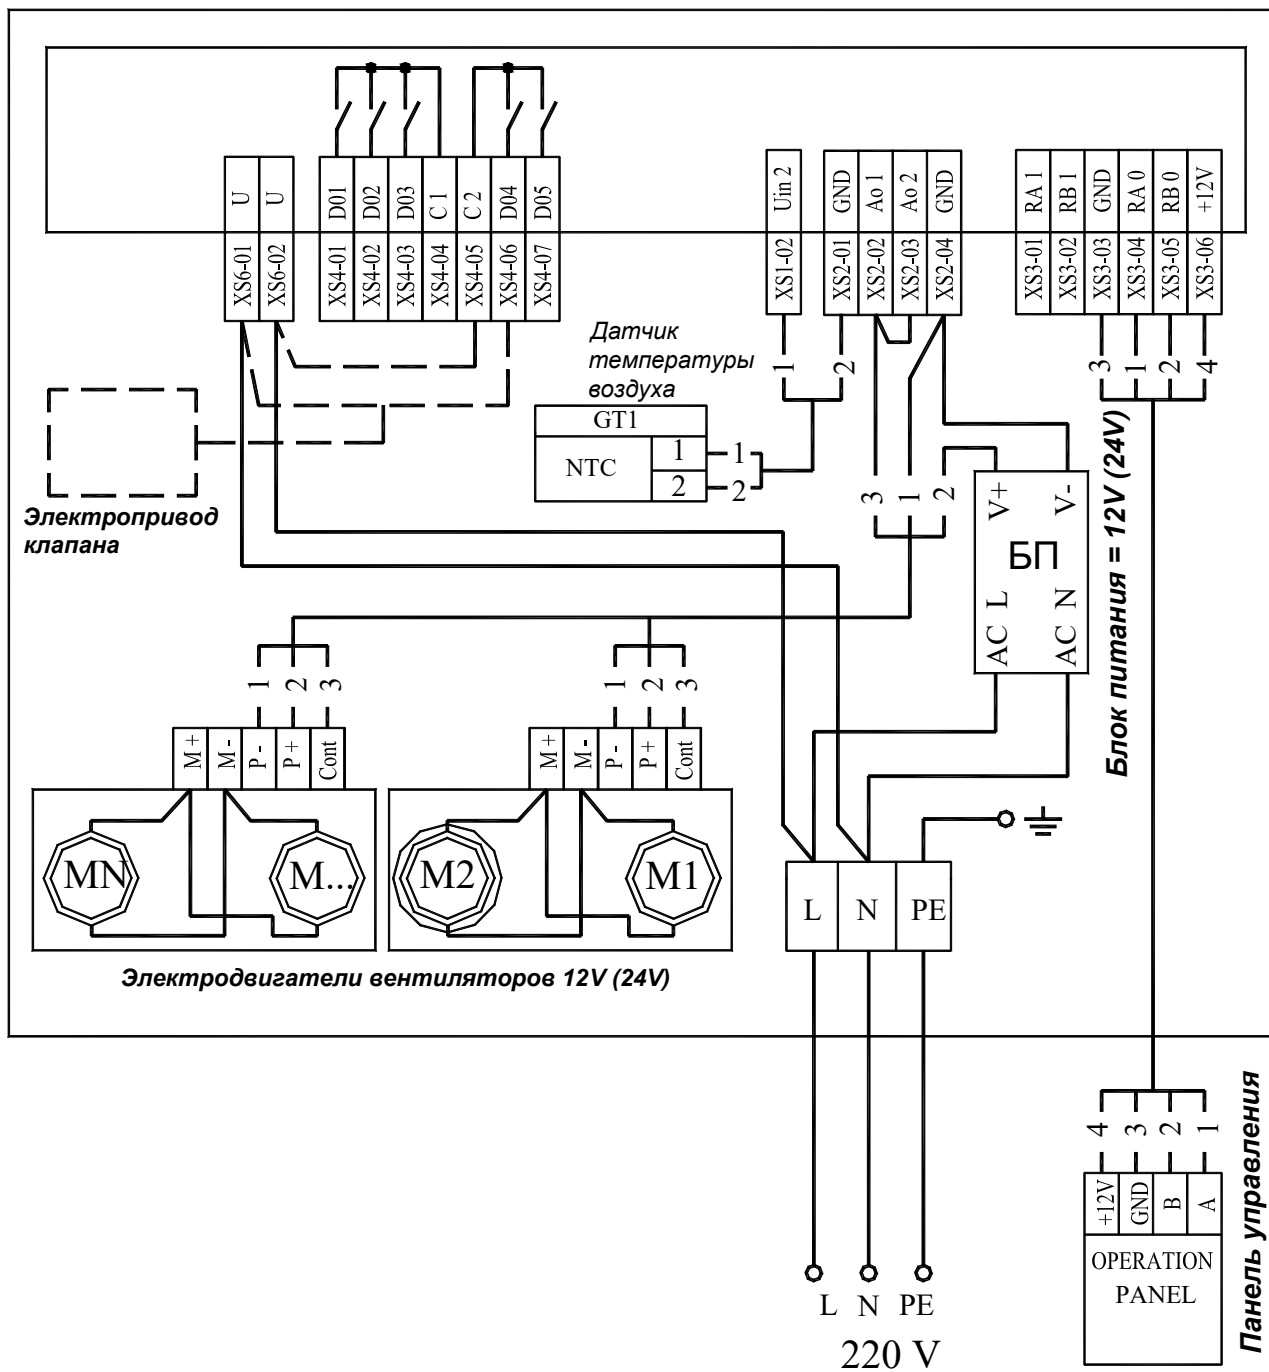 U
U
D01
D02
D03
C 1
C 2
D04
D05
Uin 2
GND
Ao 1
Ao 2
GND
RA 1
RB 1
GND
RA 0
RB 0
+12V
XS6-01
XS6-02
XS4-01
XS4-02
XS4-03
XS4-04
XS4-05
XS4-06
XS4-07
XS1-02
XS2-01
XS2-02
XS2-03
XS2-04
XS3-01
XS3-02
XS3-03
XS3-04
XS3-05
XS3-06
Датчик
температуры
воздуха
1
2
3
1
2
4
GT1
NTC
1
2
1
2
3
1
2
Электропривод
клапана
V+
V-
БП
AC L
AC N
Блок питания = 12V (24V)
1
2
3
1
2
3
M +
M -
P -
P +
Cont
M +
M -
P -
P +
Cont
MN
M...
M2
M1
L
N
PE
Электродвигатели вентиляторов 12V (24V)
4
3
2
1
+12V
GND
B
A
OPERATION
PANEL
Панель управления
L
N
PE
220 V